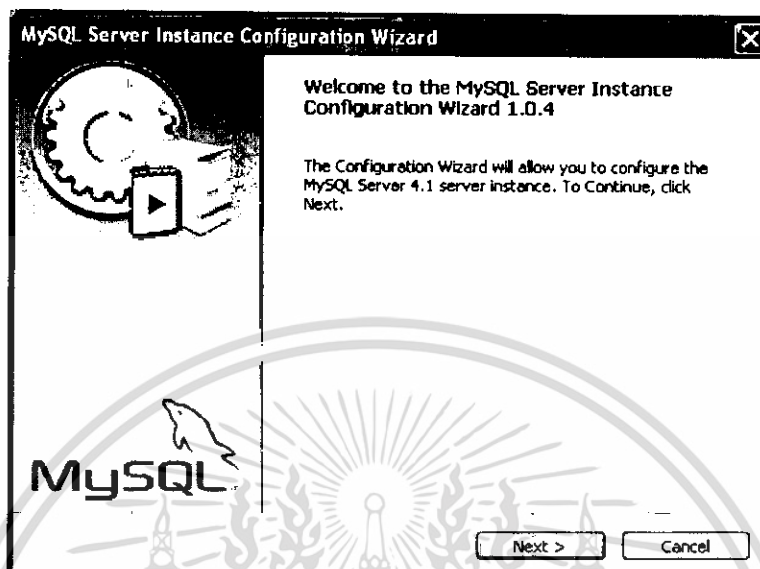 MySQL Server Instance Configuration Wizard
Welcome to the MySQL Server Instance
Configuration Wizard 1.0.4
The Configuration Wizard will allow you to configure the
MySQL Server 4.1 server instance. To Continue, click
Next.
MySQL
Next >
Cancel